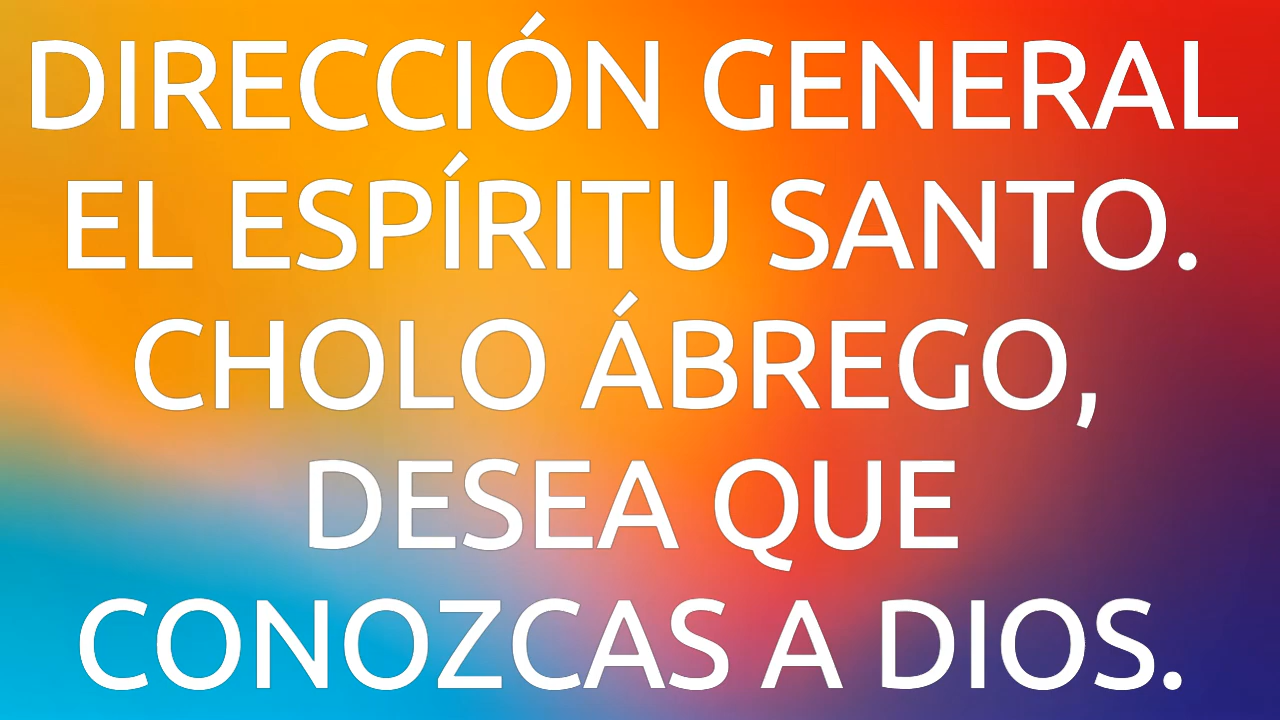 DIRECCIÓN GENERAL
EL ESPÍRITU SANTO.
CHOLO ÁBREGO,
DESEA QUE
CONOZCAS A DIOS.